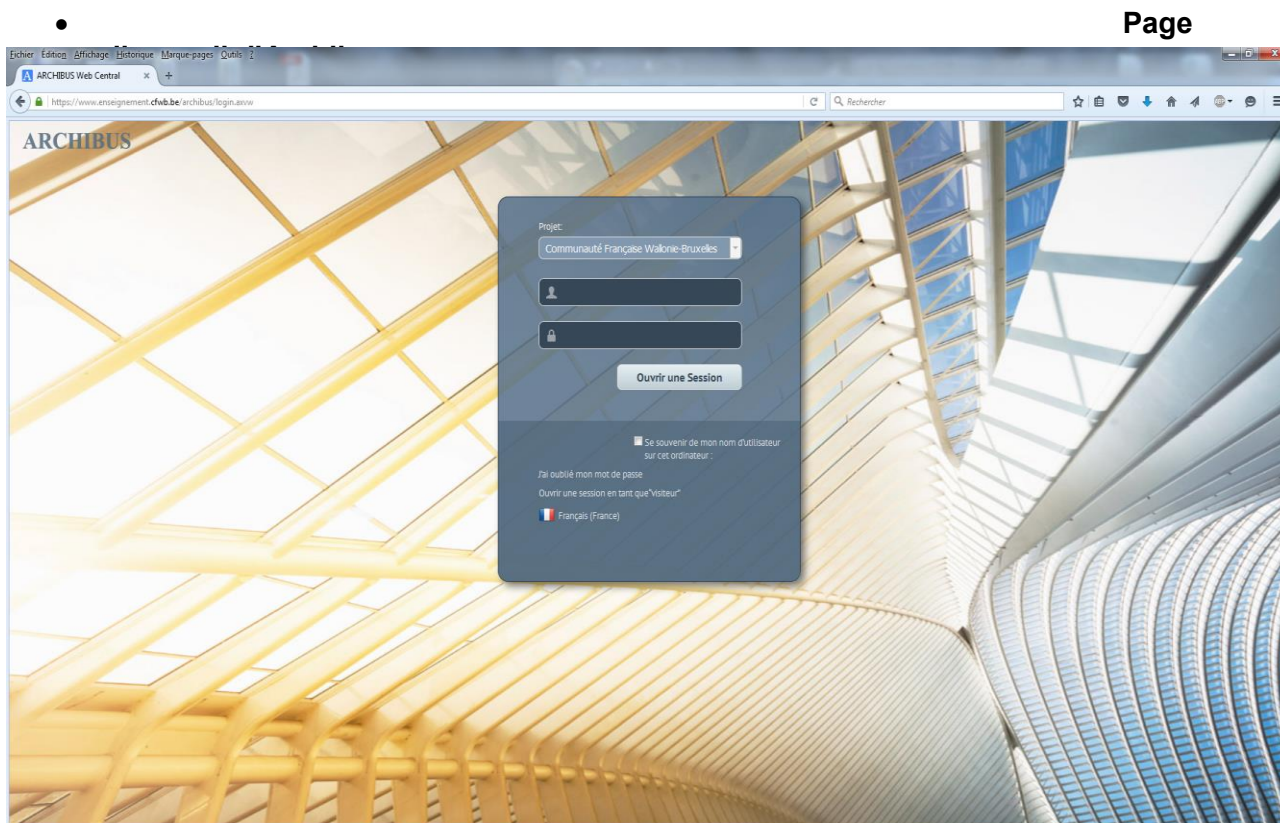 Page
Fichier Édition Affichage Historique Marque-pages Outils ?
ARCHIBUS Web Central
https://www.enseignement.cfwb.be/archibus/login.axvw
Rechercher
ARCHIBUS
Projet:
Communauté Française Wallonie-Bruxelles
Ouvrir une Session
Se souvenir de mon nom d'utilisateur
sur cet ordinateur :
J'ai oublié mon mot de passe
Ouvrir une session en tant que"visiteur"
Français (France)